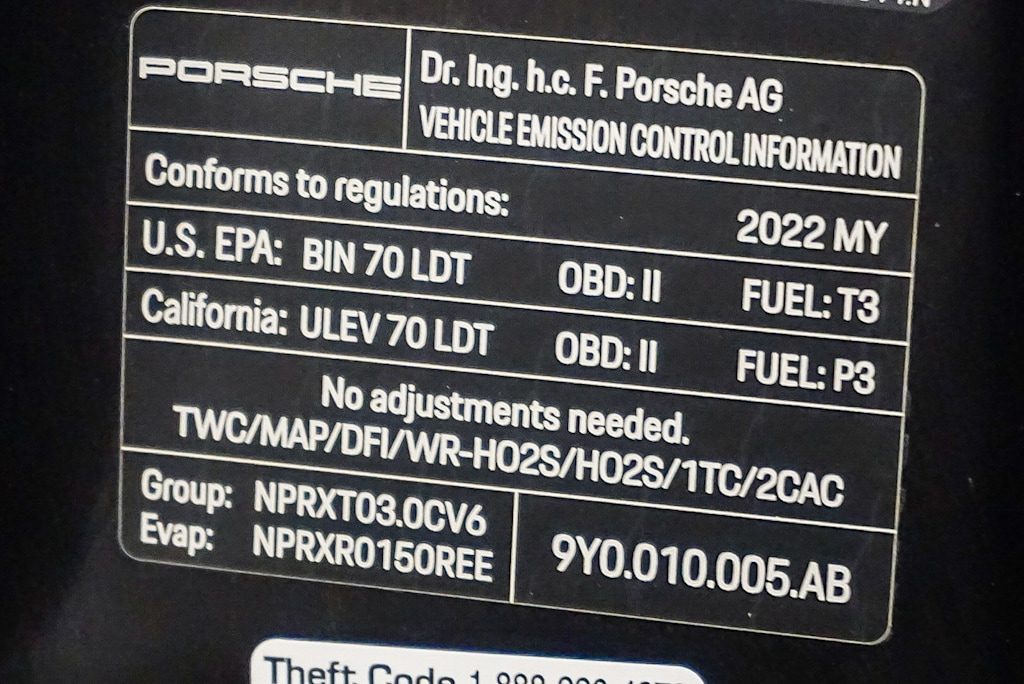 PORSCHE
Dr. Ing. h.c. F. Porsche AG
VEHICLE EMISSION CONTROL INFORMATION
Conforms to regulations:
2022 MY
U.S. EPA: BIN 70 LDT OBD: II FUEL: T3
California: ULEV 70 LDT OBD: II FUEL: P3
No adjustments needed.
TWC/MAP/DFI/WR-HO2S/HO2S/1TC/2CAC
Group: NPRXT03.0CV6
Evap: NPRXR0150REE
9Y0.010.005.AB
Theft Code